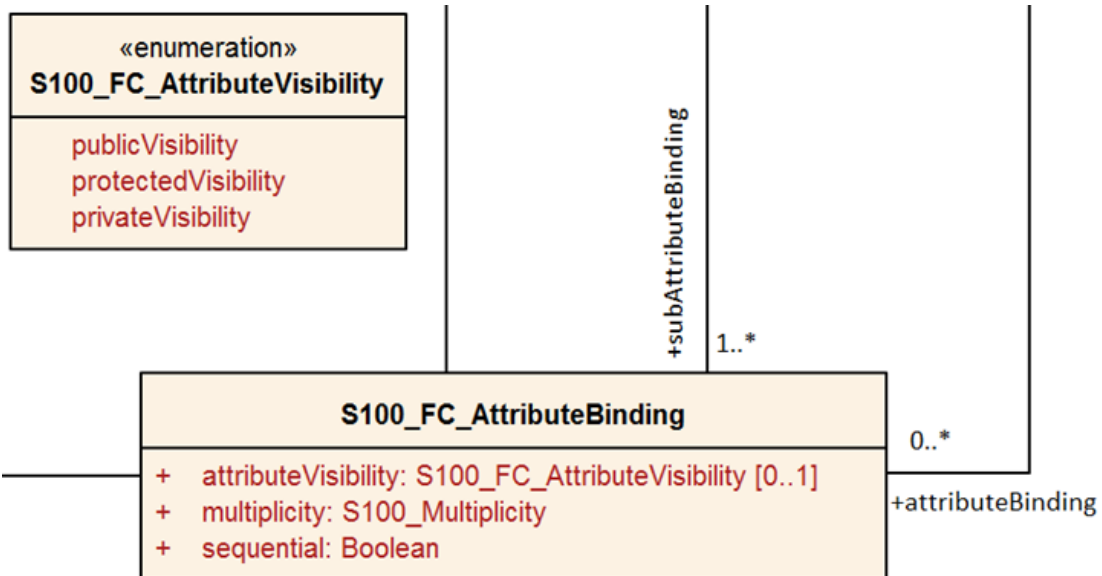 «enumeration»
S100_FC_AttributeVisibility
publicVisibility
protectedVisibility
privateVisibility
+subAttributeBinding
1..*
S100_FC_AttributeBinding
+ attributeVisibility: S100_FC_AttributeVisibility [0..1]
+ multiplicity: S100_Multiplicity
+ sequential: Boolean
0..*
+attributeBinding